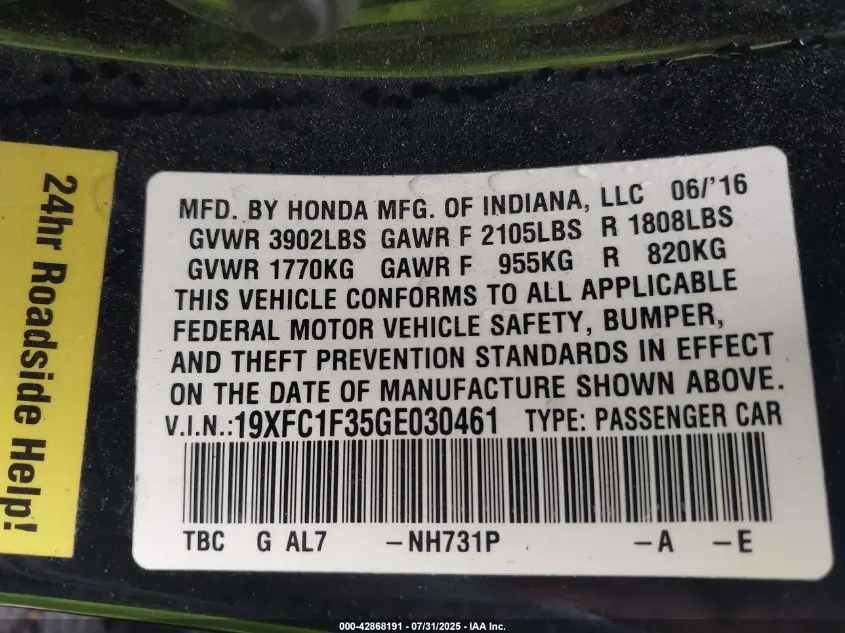 24hr Roadside Help!
MFD. BY HONDA MFG. OF INDIANA, LLC 06/'16
GVWR 3902LBS GAWR F 2105LBS R 1808LBS
GVWR 1770KG GAWR F 955KG R 820KG
THIS VEHICLE CONFORMS TO ALL APPLICABLE
FEDERAL MOTOR VEHICLE SAFETY, BUMPER,
AND THEFT PREVENTION STANDARDS IN EFFECT
ON THE DATE OF MANUFACTURE SHOWN ABOVE.
V.I.N.:19XFC1F35GE030461 TYPE: PASSENGER CAR
TBC G AL7 -NH731P -A -E
000-42868191 - 07/31/2025 - IAA Inc.